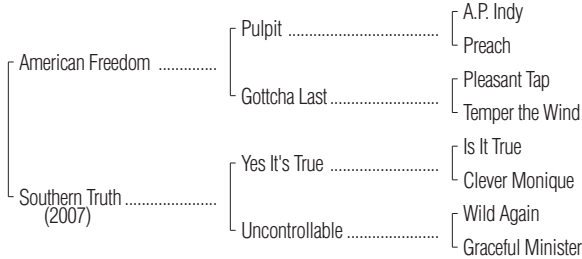 A.P. Indy
Pulpit ..............................
Preach
American Freedom ..............
Pleasant Tap
Gottcha Last......................
Temper the Wind
Is It True
Yes It's True ......................
Clever Monique
Southern Truth ....................
(2007)
Wild Again
Uncontrollable ..................
Graceful Minister